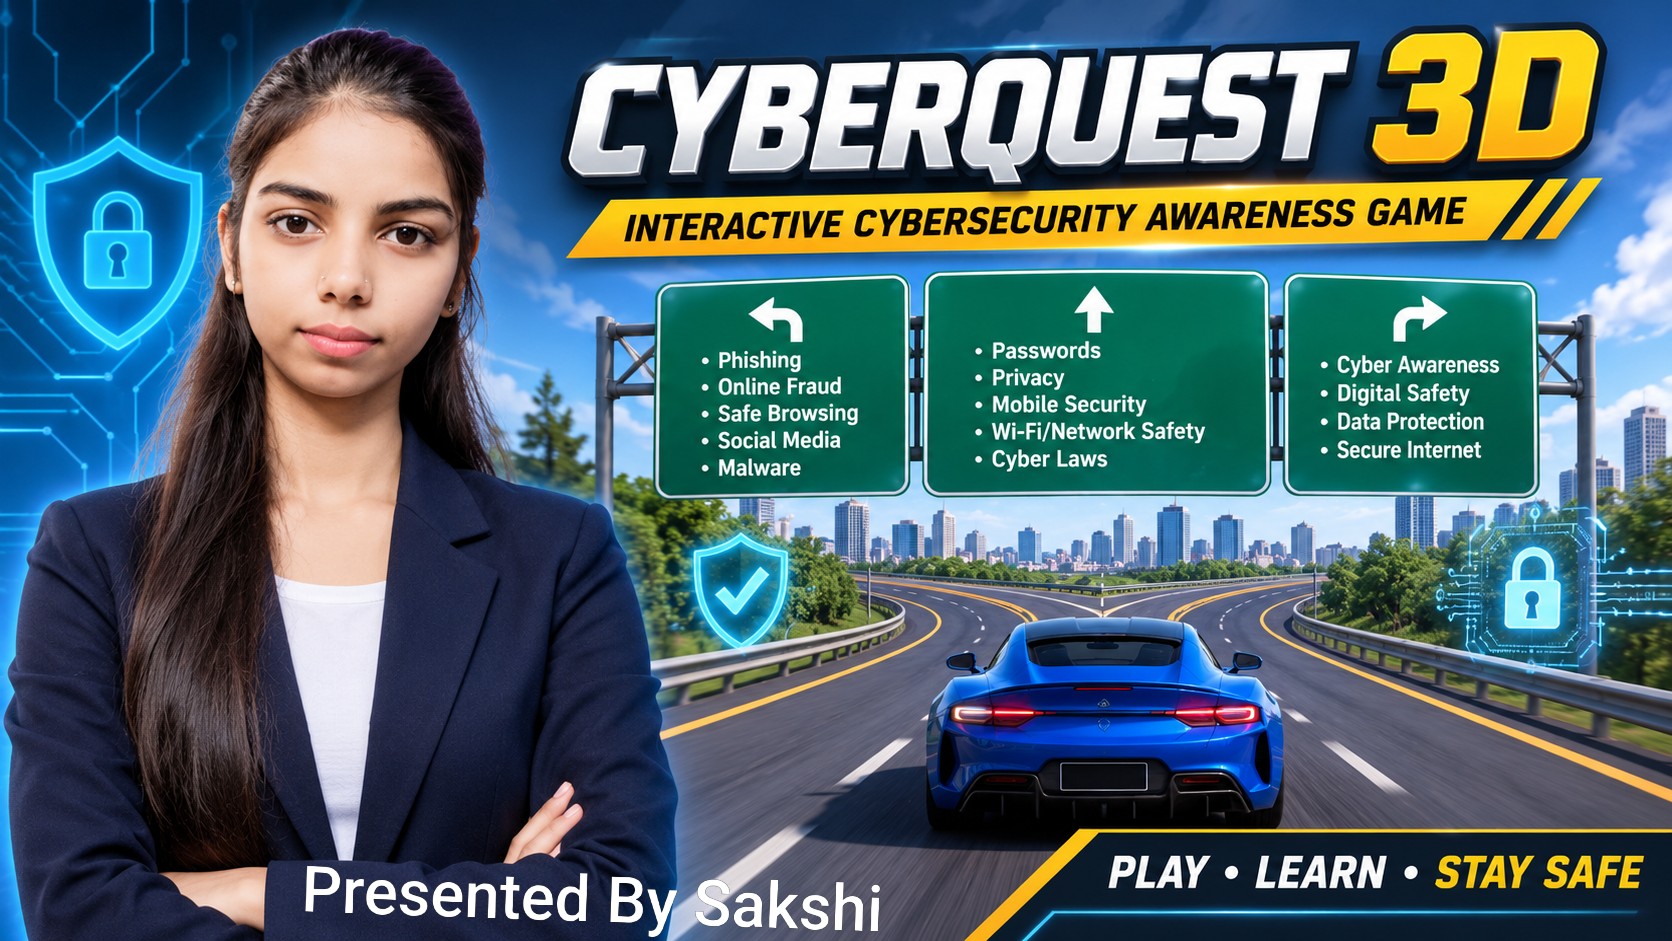 CYBERQUEST 3D
INTERACTIVE CYBERSECURITY AWARENESS GAME
• Phishing
• Online Fraud
• Safe Browsing
• Social Media
• Malware
• Passwords
• Privacy
• Mobile Security
• Wi-Fi/Network Safety
• Cyber Laws
• Cyber Awareness
• Digital Safety
• Data Protection
• Secure Internet
PLAY • LEARN • STAY SAFE
Presented By Sakshi